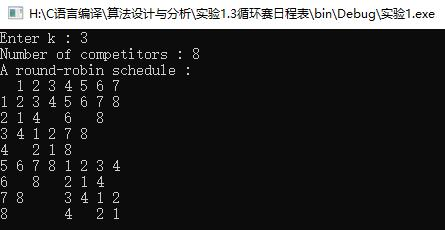 H:\C语言编译\算法设计与分析\实验1.3循环赛日程表\bin\Debug\实验1.exe
Enter k : 3
Number of competitors : 8
A round-robin schedule :
  1 2 3 4 5 6 7
1 2 3 4 5 6 7 8
2 1 4   6   8
3 4 1 2 7 8
4   2 1 8
5 6 7 8 1 2 3 4
6   8   2 1 4
7 8     3 4 1 2
8       4   2 1